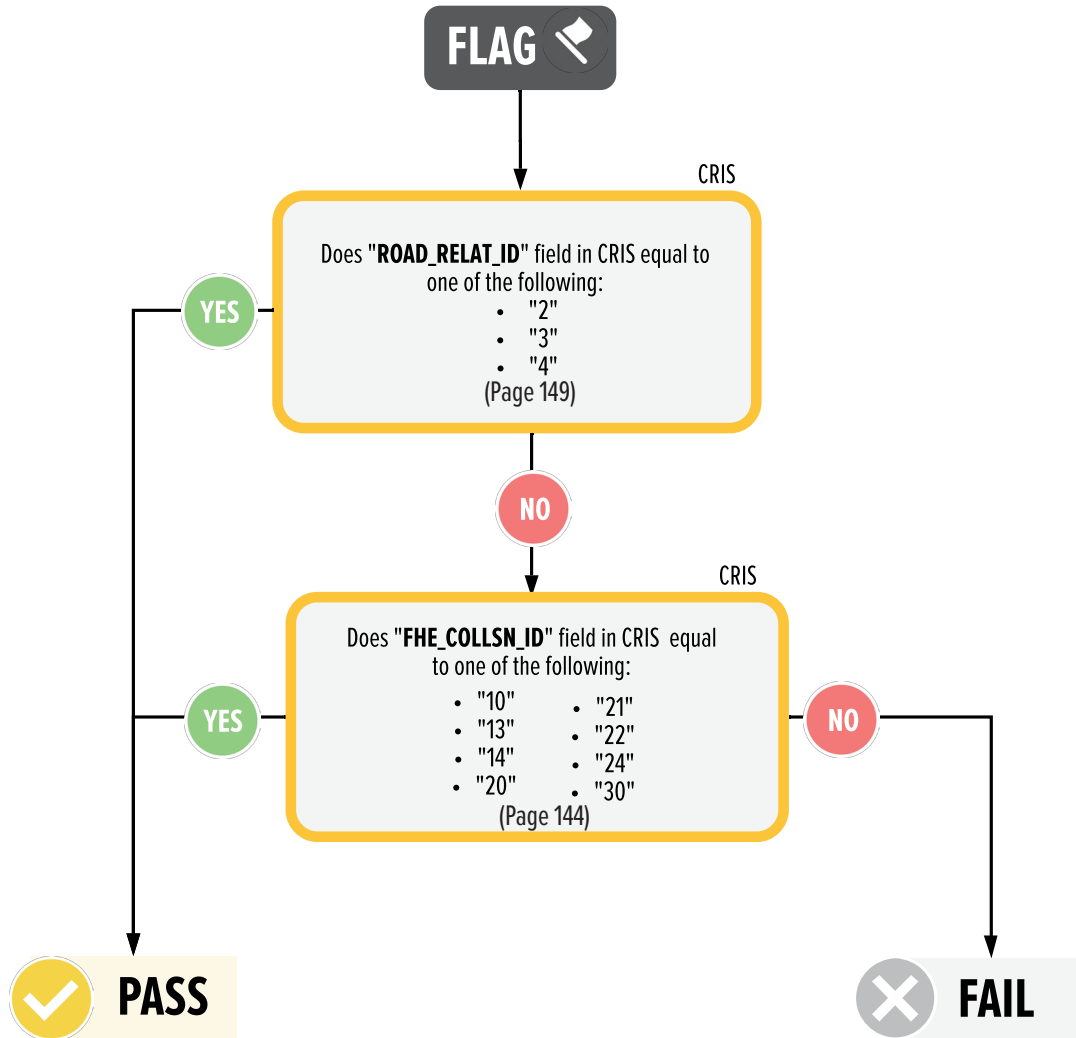 FLAG
CRIS
Does "ROAD_RELAT_ID" field in CRIS equal to
one of the following:
• "2"
• "3"
• "4"
(Page 149)
YES
NO
CRIS
Does "FHE_COLLSN_ID" field in CRIS equal
to one of the following:
• "10"
• "13"
• "14"
• "20"
• "21"
• "22"
• "24"
• "30"
(Page 144)
YES
NO
PASS
FAIL